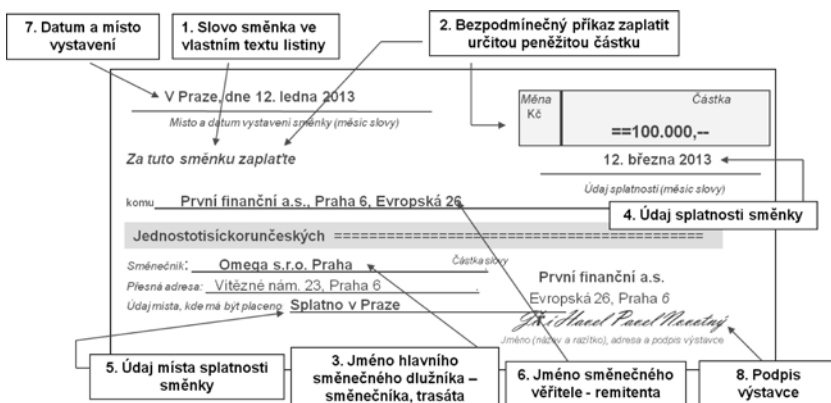 7. Datum a místo
vystavení
1. Slovo směnka ve
vlastním textu listiny
2. Bezpodmínečný příkaz zaplatit
určitou peněžitou částku
V Praze, dne 12. ledna 2013
Místo a datum vystavení směnky (měsíc slovy)
Měna
Kč
Částka
==100.000,--
Za tuto směnku zaplaťte
12. března 2013
Údaj splatnosti (měsíc slovy)
komu První finanční a.s., Praha 6, Evropská 26
4. Údaj splatnosti směnky
Jednostotisíckorunčeských ==========================================
Směnečník: Omega s.r.o. Praha
Částka slovy
Přesná adresa: Vítězné nám. 23, Praha 6
Údaj místa, kde má být placeno: Splatno v Praze
První finanční a.s.
Evropská 26, Praha 6
Jiří Havel Pavel Novotný
Jméno (název a razítko), adresa a podpis výstavce
5. Údaj místa splatnosti
směnky
3. Jméno hlavního
směnečného dlužníka –
směnečníka, trasáta
6. Jméno směnečného
věřitele - remitenta
8. Podpis
výstavce